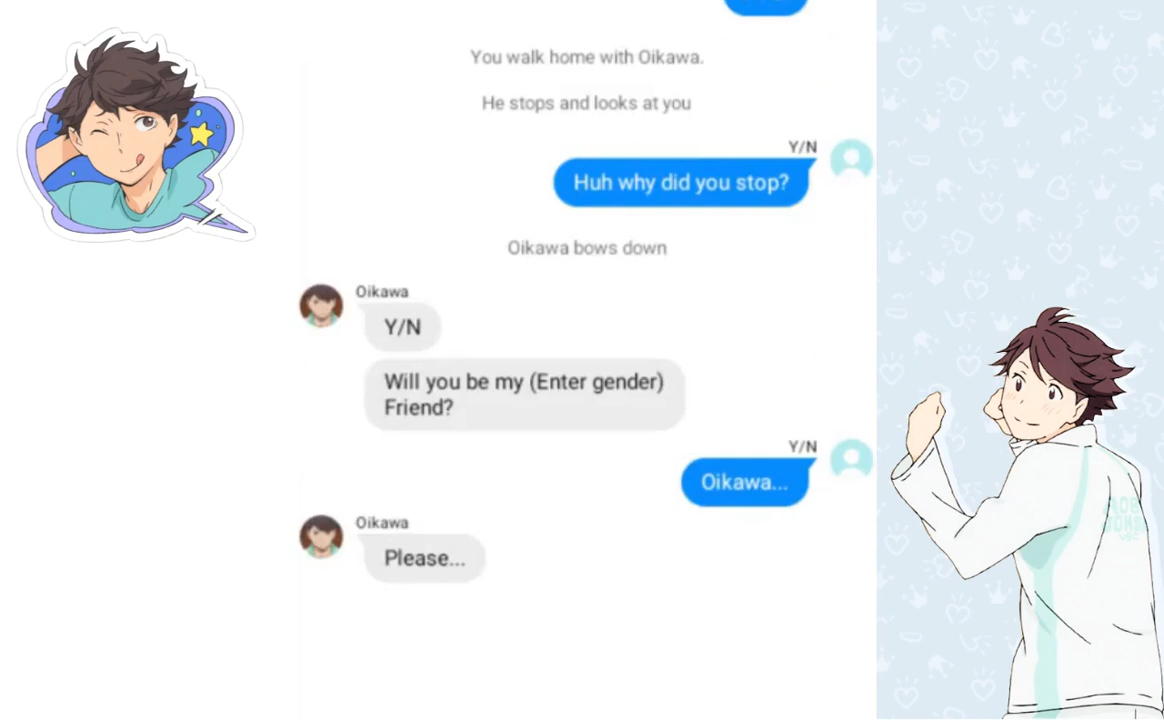 You walk home with Oikawa.
He stops and looks at you
Y/N
Huh why did you stop?
Oikawa bows down
Oikawa
Y/N
Will you be my (Enter gender)
Friend?
Y/N
Oikawa...
Oikawa
Please...